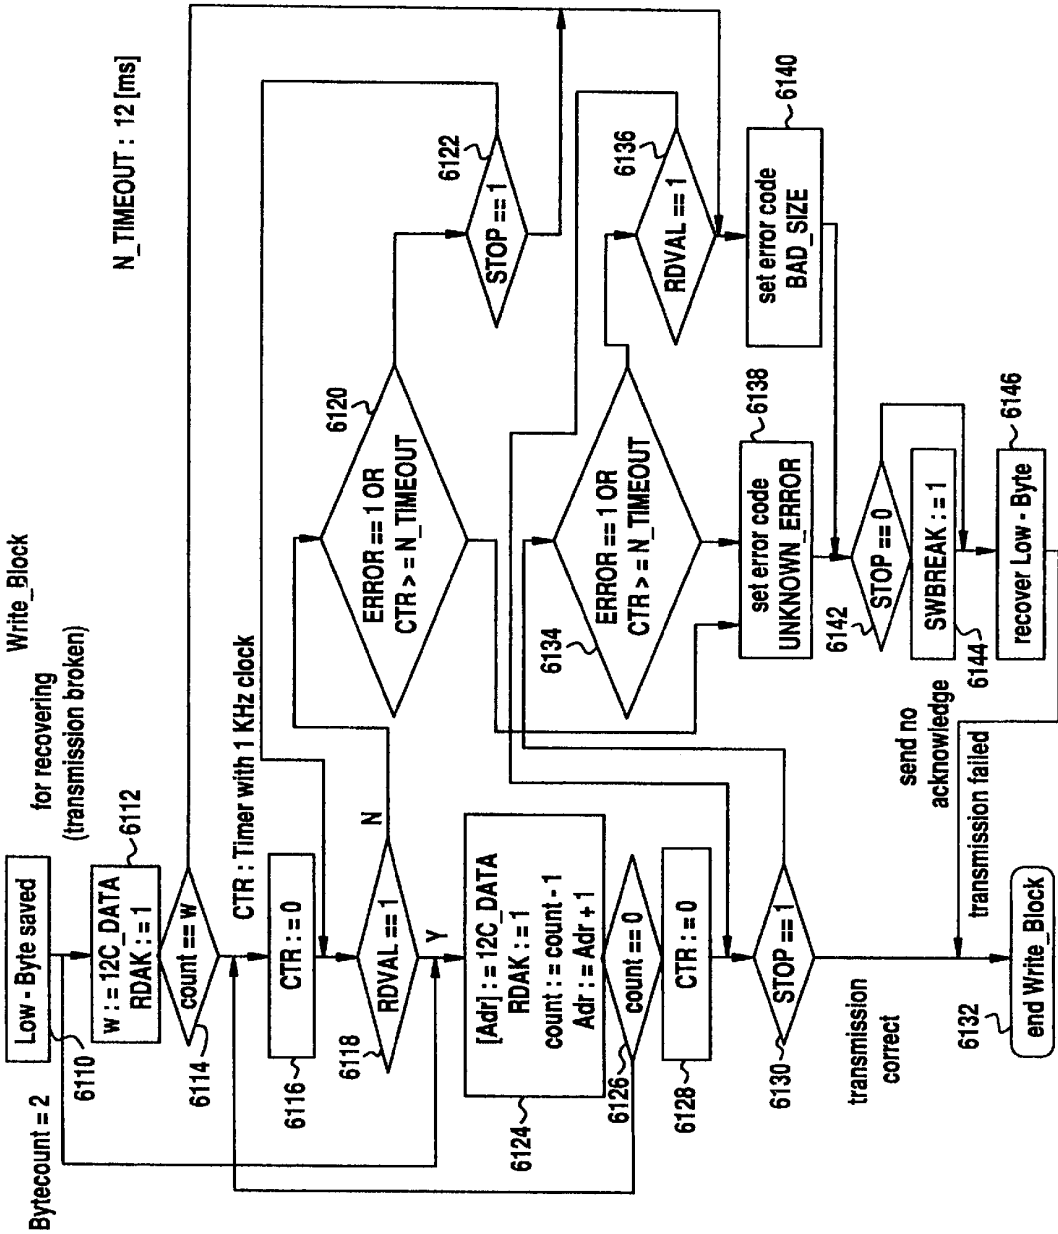 Write_Block
for recovering
(transmission broken)
N_TIMEOUT : 12 [ms]
Bytecount = 2
Low - Byte saved
6110
W := 12C_DATA
RDAK := 1
6112
count == W
6114
CTR : Timer with 1 KHz clock
CTR := 0
6116
RDVAL == 1
6118
N
Y
ERROR == 1 OR
CTR > = N_TIMEOUT
6120
STOP == 1
6122
[Adr] := 12C_DATA
RDAK := 1
count := count - 1
Adr := Adr + 1
6124
count == 0
6126
CTR := 0
6128
STOP == 1
6130
ERROR == 1 OR
CTR > = N_TIMEOUT
6134
RDVAL == 1
6136
set error code
UNKNOWN_ERROR
6138
set error code
BAD_SIZE
6140
STOP == 0
6142
SWBREAK := 1
6144
recover Low - Byte
6146
send no
acknowledge
transmission failed
transmission
correct
end Write_Block
6132